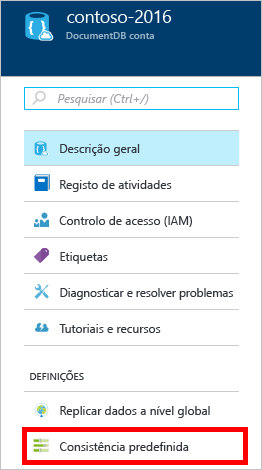 contoso-2016
DocumentDB conta
Pesquisar (Ctrl+/)
Descrição geral
Registo de atividades
Controlo de acesso (IAM)
Etiquetas
Diagnosticar e resolver problemas
Tutoriais e recursos
DEFINIÇÕES
Replicar dados a nível global
Consistência predefinida